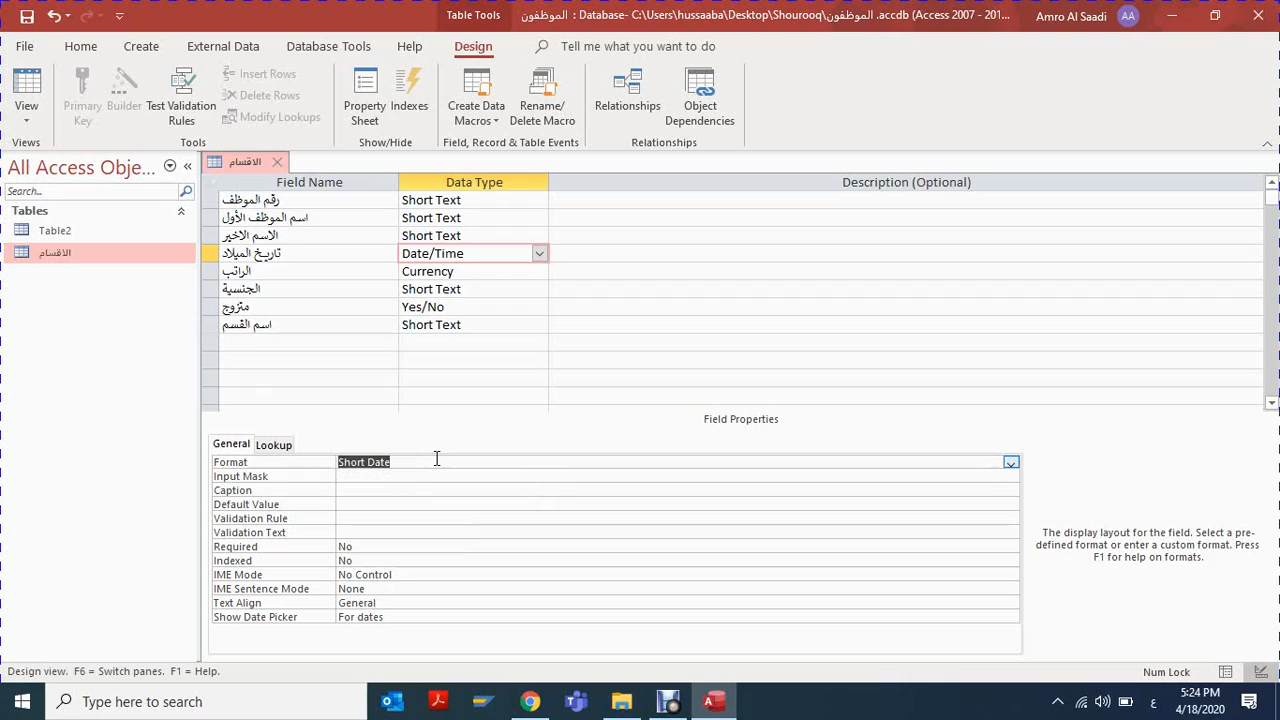 Table Tools
الموظفون : Database- C:\Users\hussaaba\Desktop\Shourooq\الموظفون.accdb (Access 2007 - 201...
Amro Al Saadi
AA
File
Home
Create
External Data
Database Tools
Help
Design
Tell me what you want to do
View
Primary Key
Builder
Test Validation Rules
Insert Rows
Delete Rows
Modify Lookups
Property Sheet
Indexes
Create Data Macros
Rename/ Delete Macro
Relationships
Object Dependencies
Views
Tools
Show/Hide
Field, Record & Table Events
Relationships
All Access Obje...
Search...
Tables
Table2
الاقسام
الاقسام
Field Name
Data Type
Description (Optional)
رقم الموظف
Short Text
اسم الموظف الأول
Short Text
الاسم الاخير
Short Text
تاريخ الميلاد
Date/Time
الراتب
Currency
الجنسية
Short Text
متزوج
Yes/No
اسم القسم
Short Text
Field Properties
General
Lookup
Format
Short Date
Input Mask
Caption
Default Value
Validation Rule
Validation Text
Required
No
Indexed
No
IME Mode
No Control
IME Sentence Mode
None
Text Align
General
Show Date Picker
For dates
The display layout for the field. Select a pre-
defined format or enter a custom format. Press
F1 for help on formats.
Design view. F6 = Switch panes. F1 = Help.
Num Lock
Type here to search
ع
5:24 PM
4/18/2020